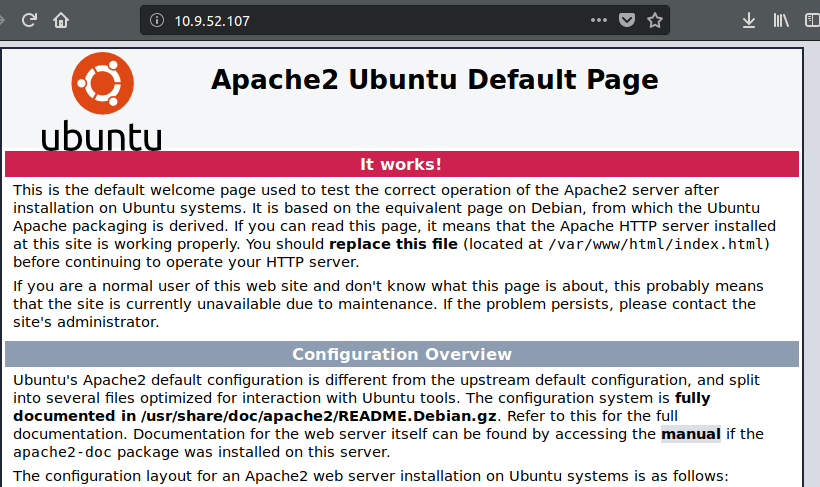 10.9.52.107
Apache2 Ubuntu Default Page
ubuntu
It works!
This is the default welcome page used to test the correct operation of the Apache2 server after
installation on Ubuntu systems. It is based on the equivalent page on Debian, from which the Ubuntu
Apache packaging is derived. If you can read this page, it means that the Apache HTTP server installed
at this site is working properly. You should replace this file (located at /var/www/html/index.html)
before continuing to operate your HTTP server.
If you are a normal user of this web site and don't know what this page is about, this probably means
that the site is currently unavailable due to maintenance. If the problem persists, please contact the
site's administrator.
Configuration Overview
Ubuntu's Apache2 default configuration is different from the upstream default configuration, and split
into several files optimized for interaction with Ubuntu tools. The configuration system is fully
documented in /usr/share/doc/apache2/README.Debian.gz. Refer to this for the full
documentation. Documentation for the web server itself can be found by accessing the manual if the
apache2-doc package was installed on this server.
The configuration layout for an Apache2 web server installation on Ubuntu systems is as follows: